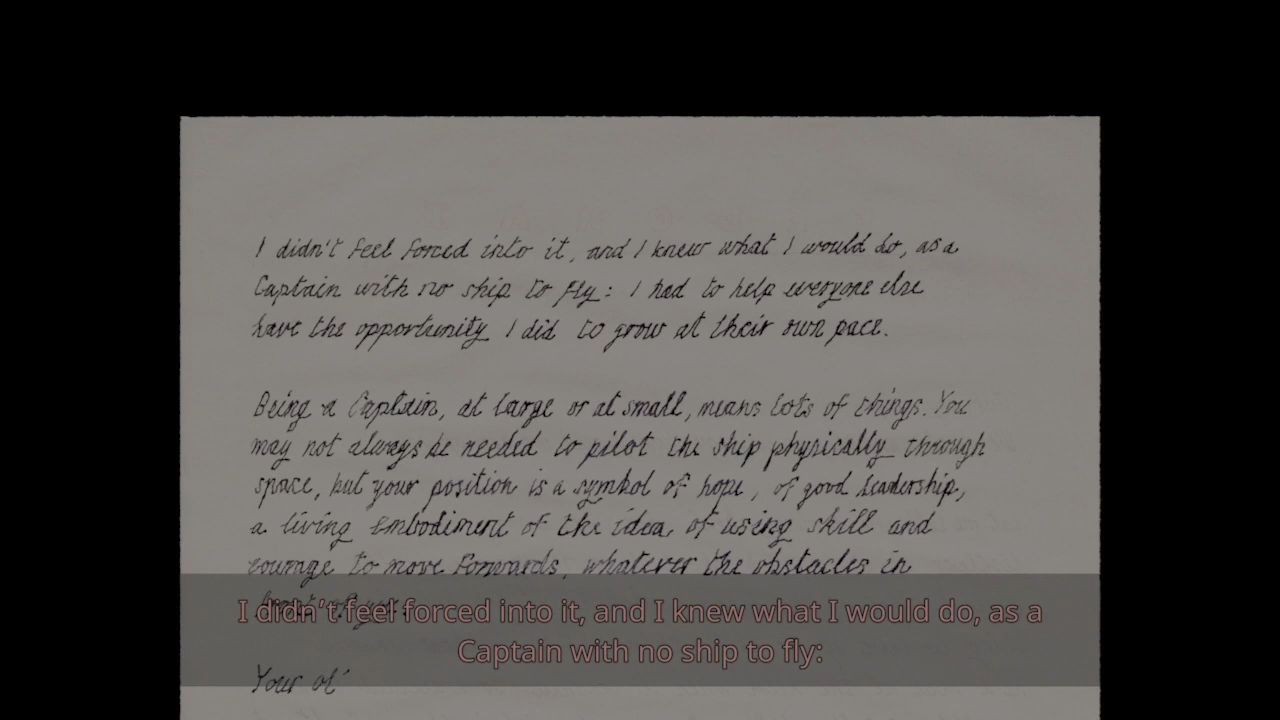 I didn't feel forced into it, and I knew what I would do, as a
Captain with no ship to fly: I had to help everyone else
have the opportunity I did to grow at their own pace.
Being a Captain, at large or at small, means lots of things. You
may not always be needed to pilot the ship physically through
space, but your position is a symbol of hope, of good leadership,
a living embodiment of the idea of using skill and
courage to move forwards, whatever the obstacles in
I didn't feel forced into it, and I knew what I would do, as a
Captain with no ship to fly:
Your